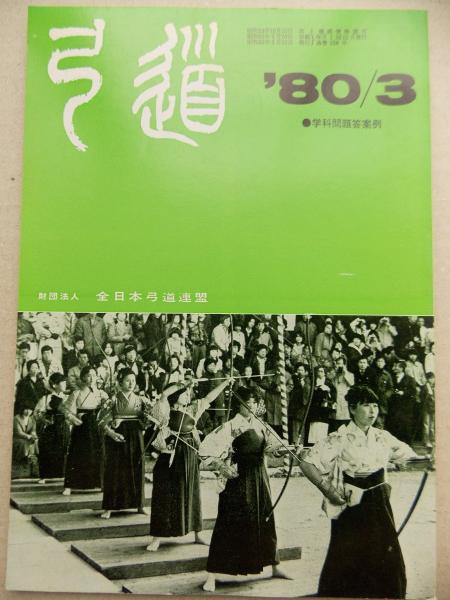 弓道
'80/3
●学科問題答案例
財団法人 全日本弓道連盟